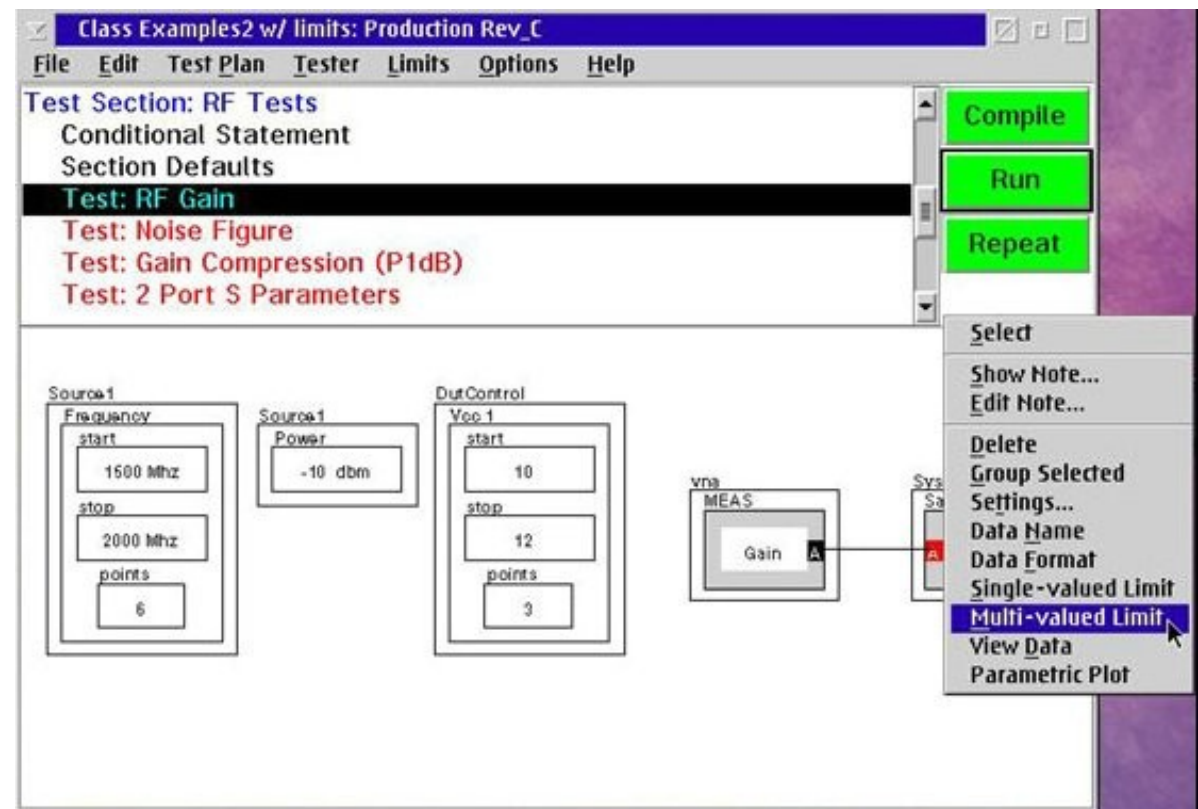 Class Examples2 w/ limits: Production Rev_C
File Edit Test Plan Tester Limits Options Help
Test Section: RF Tests
Conditional Statement
Section Defaults
Test: RF Gain
Test: Noise Figure
Test: Gain Compression (P1dB)
Test: 2 Port S Parameters
Compile
Run
Repeat
Source1
Frequency
start
1500 Mhz
stop
2000 Mhz
points
6
Source1
Power
-10 dbm
DutControl
Vcc 1
start
10
stop
12
points
3
vna
MEAS
Gain A
Sys
Sa
A
Select
Show Note...
Edit Note...
Delete
Group Selected
Settings...
Data Name
Data Format
Single-valued Limit
Multi-valued Limit
View Data
Parametric Plot